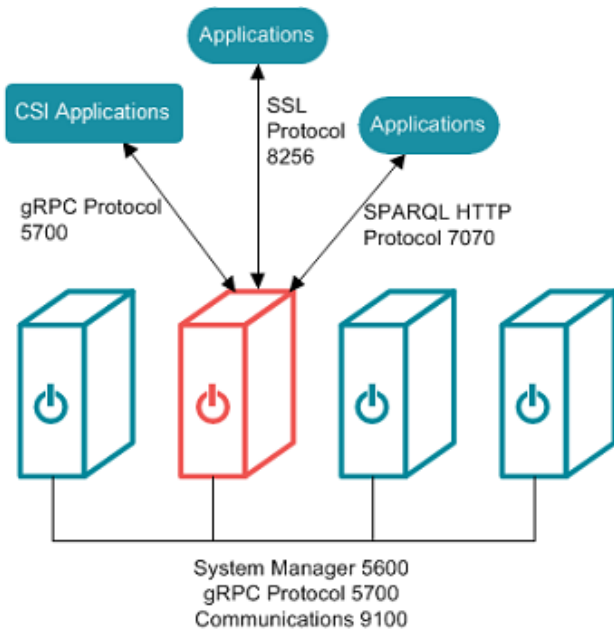 Applications
CSI Applications
SSL
Protocol
8256
Applications
gRPC Protocol
5700
SPARQL HTTP
Protocol 7070
System Manager 5600
gRPC Protocol 5700
Communications 9100